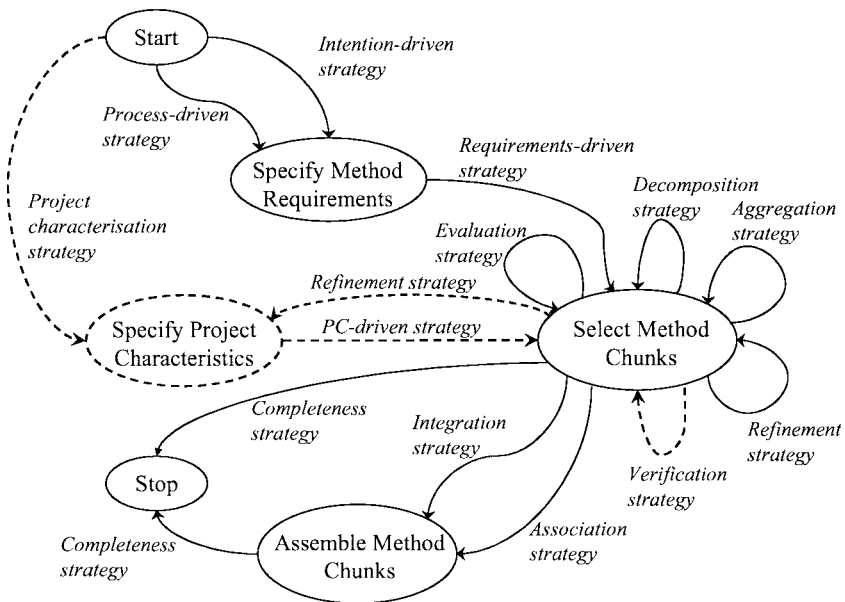 Start
Intention-driven
strategy
Process-driven
strategy
Specify Method
Requirements
Requirements-driven
strategy
Decomposition
strategy
Aggregation
strategy
Project
characterisation
strategy
Evaluation
strategy
Refinement strategy
Specify Project
Characteristics
PC-driven strategy
Select Method
Chunks
Completeness
strategy
Integration
strategy
Refinement
strategy
Verification
strategy
Stop
Completeness
strategy
Assemble Method
Chunks
Association
strategy